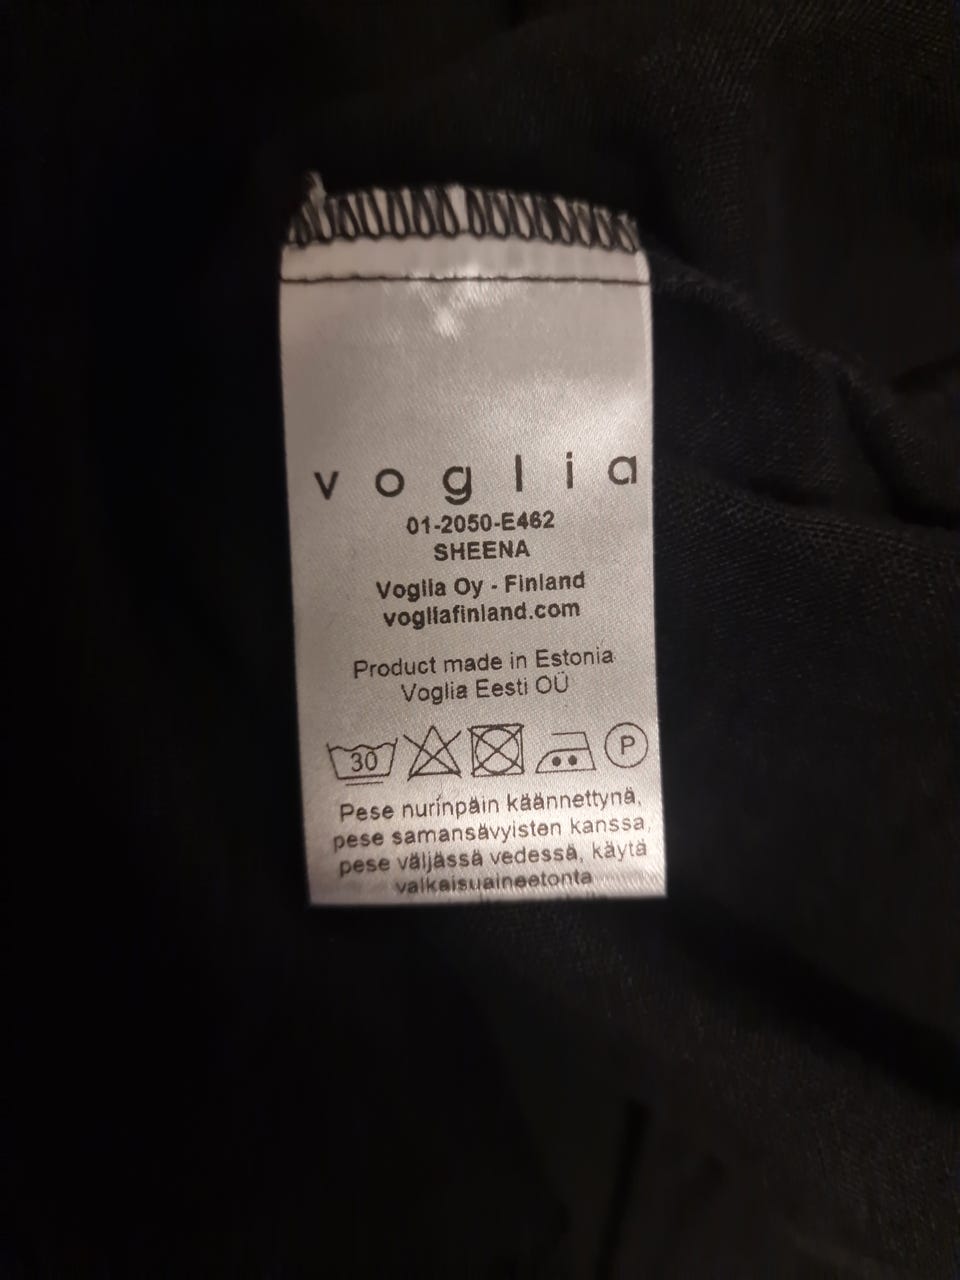 voglia
01-2050-E462
SHEENA
Voglia Oy - Finland
vogliafinland.com
Product made in Estonia
Voglia Eesti OÜ
30 P
Pese nurinpäin käännettynä,
pese samansävyisten kanssa,
pese väljässä vedessä, käytä
valkaisuaineetonta